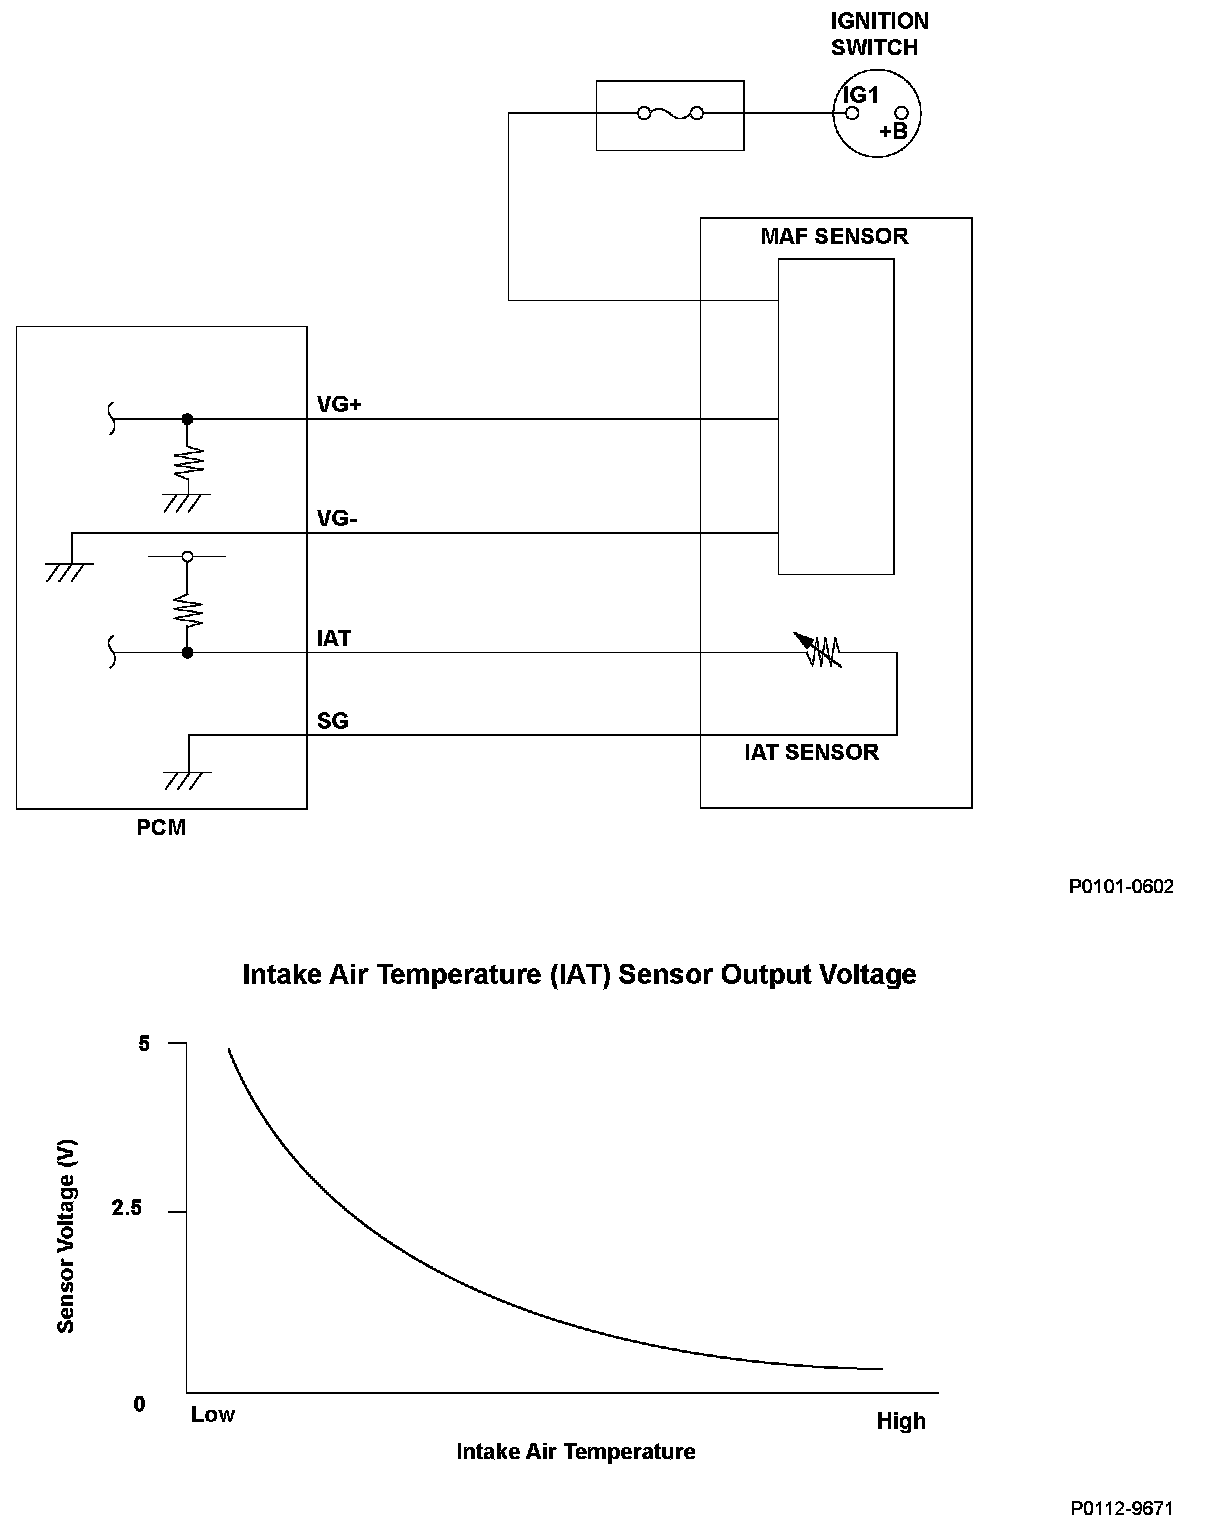 IGNITION
SWITCH
IG1
+B
MAF SENSOR
VG+
VG-
IAT
SG
IAT SENSOR
PCM
P0101-0602
Intake Air Temperature (IAT) Sensor Output Voltage
5
2.5
0
Sensor Voltage (V)
Low
High
Intake Air Temperature
P0112-9671